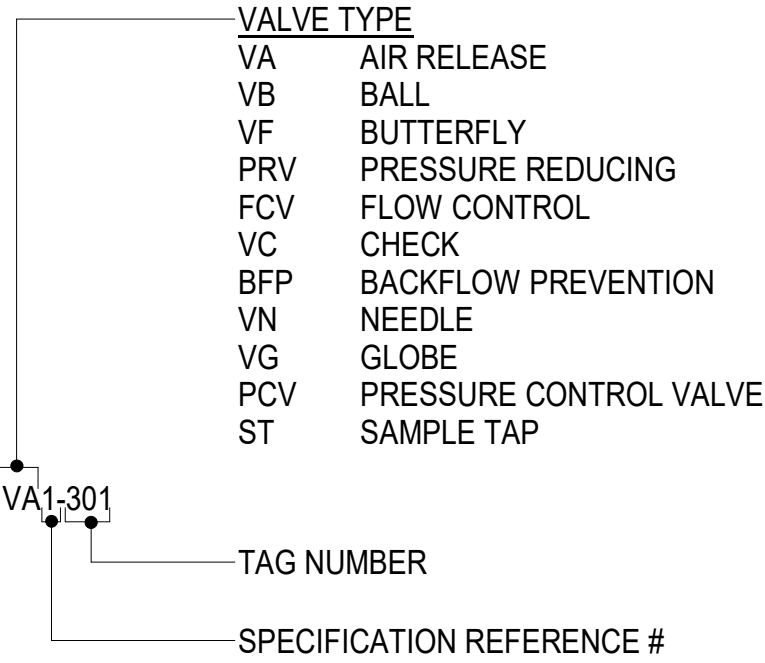 VALVE TYPE
VA AIR RELEASE
VB BALL
VF BUTTERFLY
PRV PRESSURE REDUCING
FCV FLOW CONTROL
VC CHECK
BFP BACKFLOW PREVENTION
VN NEEDLE
VG GLOBE
PCV PRESSURE CONTROL VALVE
ST SAMPLE TAP
VA1-301
TAG NUMBER
SPECIFICATION REFERENCE #